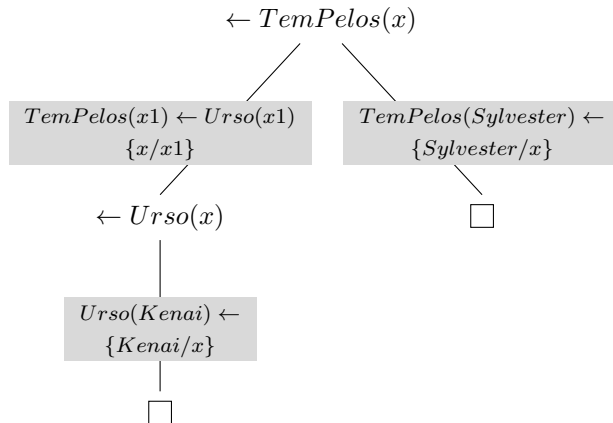 ← TemPelos(x)
TemPelos(x1) ← Urso(x1)
{x/x1}
TemPelos(Sylvester) ←
{Sylvester/x}
← Urso(x)
Urso(Kenai) ←
{Kenai/x}